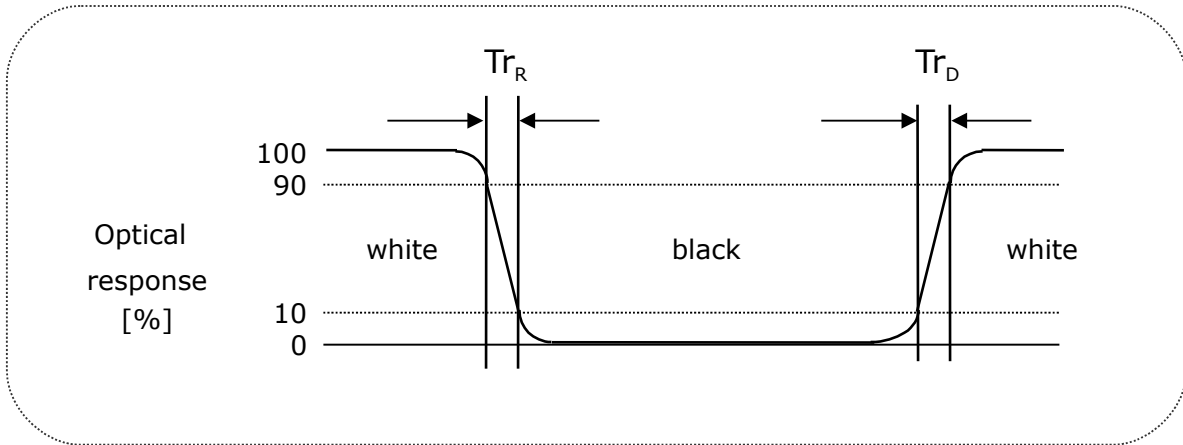 Tr_R Tr_D
100
90
Optical
response
[%]
white black white
10
0